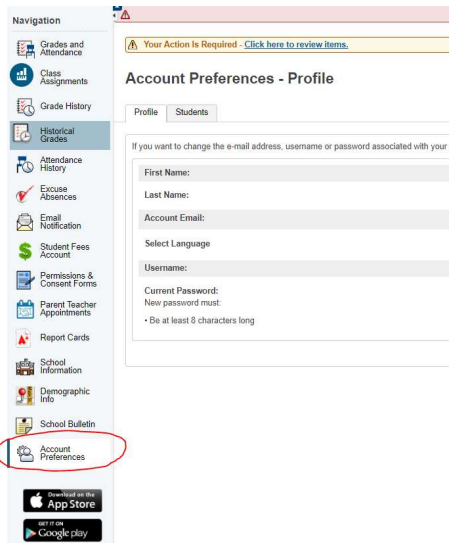 Navigation
Grades and
Attendance
Class
Assignments
Grade History
Historical
Grades
Attendance
History
Excuse
Absences
Email
Notification
Student Fees
Account
Permissions &
Consent Forms
Parent Teacher
Appointments
Report Cards
School
Information
Demographic
Info
School Bulletin
Account
Preferences
Download on the
App Store
GET IT ON
Google play
Your Action Is Required - Click here to review items.
Account Preferences - Profile
Profile Students
If you want to change the e-mail address, username or password associated with your
First Name:
Last Name:
Account Email:
Select Language
Username:
Current Password:
New password must:
• Be at least 8 characters long